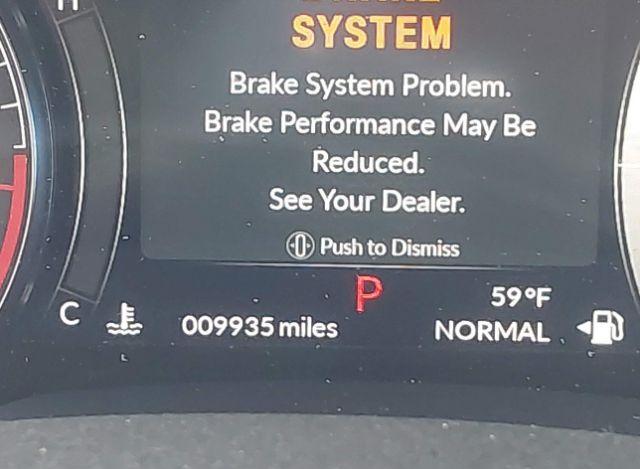 H
SYSTEM
Brake System Problem.
Brake Performance May Be
Reduced.
See Your Dealer.
Push to Dismiss
P
59°F
C
009935 miles
NORMAL